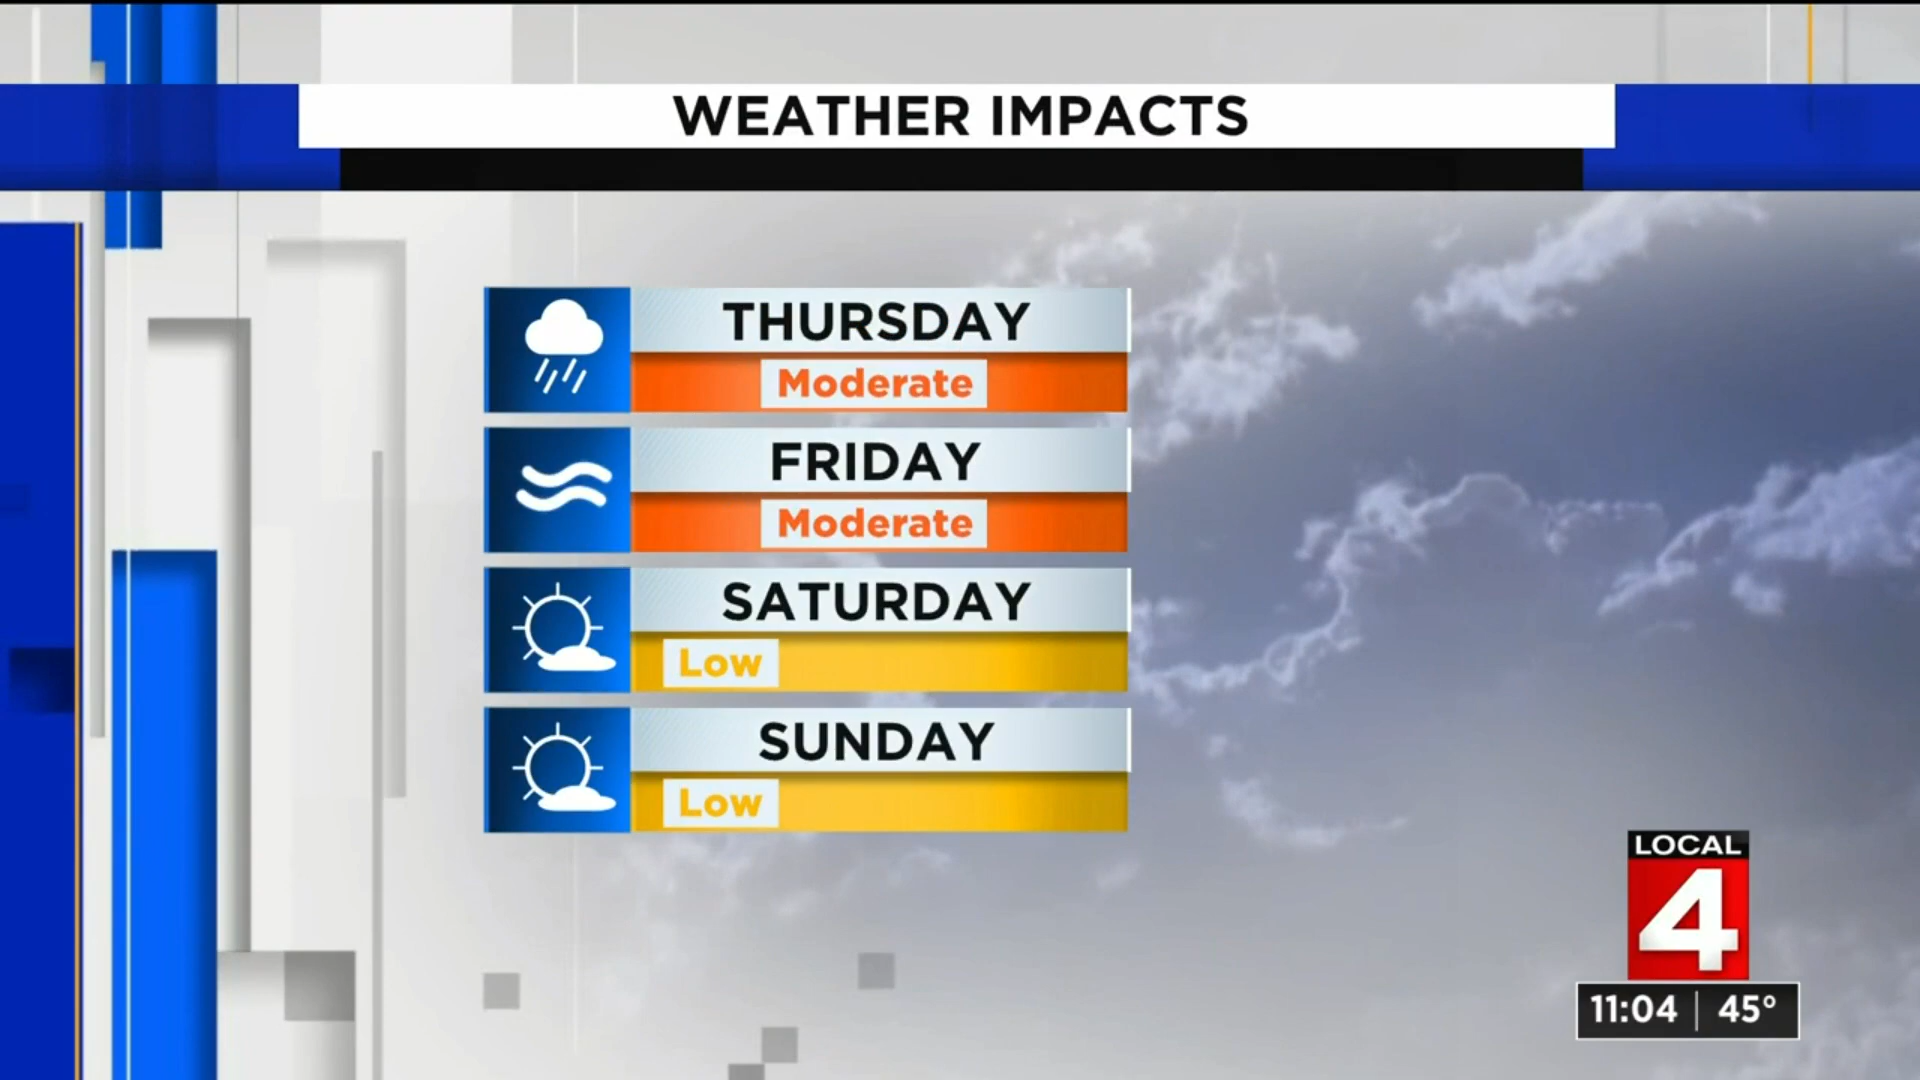 WEATHER IMPACTS
THURSDAY
Moderate
FRIDAY
Moderate
SATURDAY
Low
SUNDAY
Low
LOCAL
4
11:04 45°